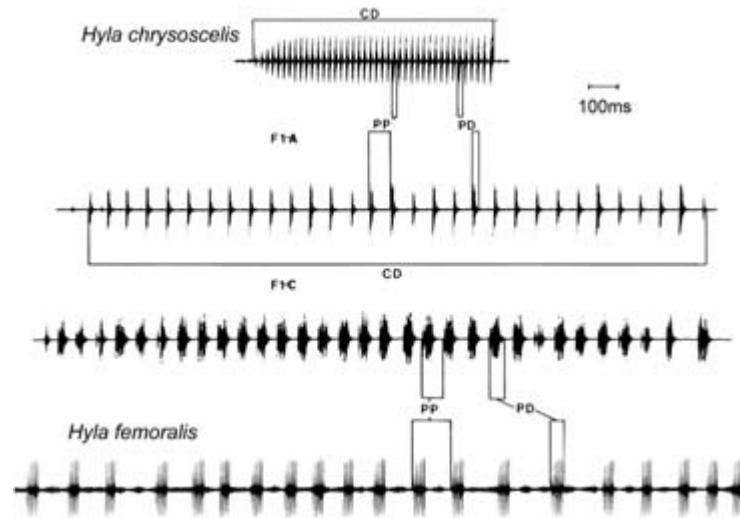 CD
Hyla chrysoscelis
100ms
PP PD
F1-A
CD
F1-C
PP PD
Hyla femoralis